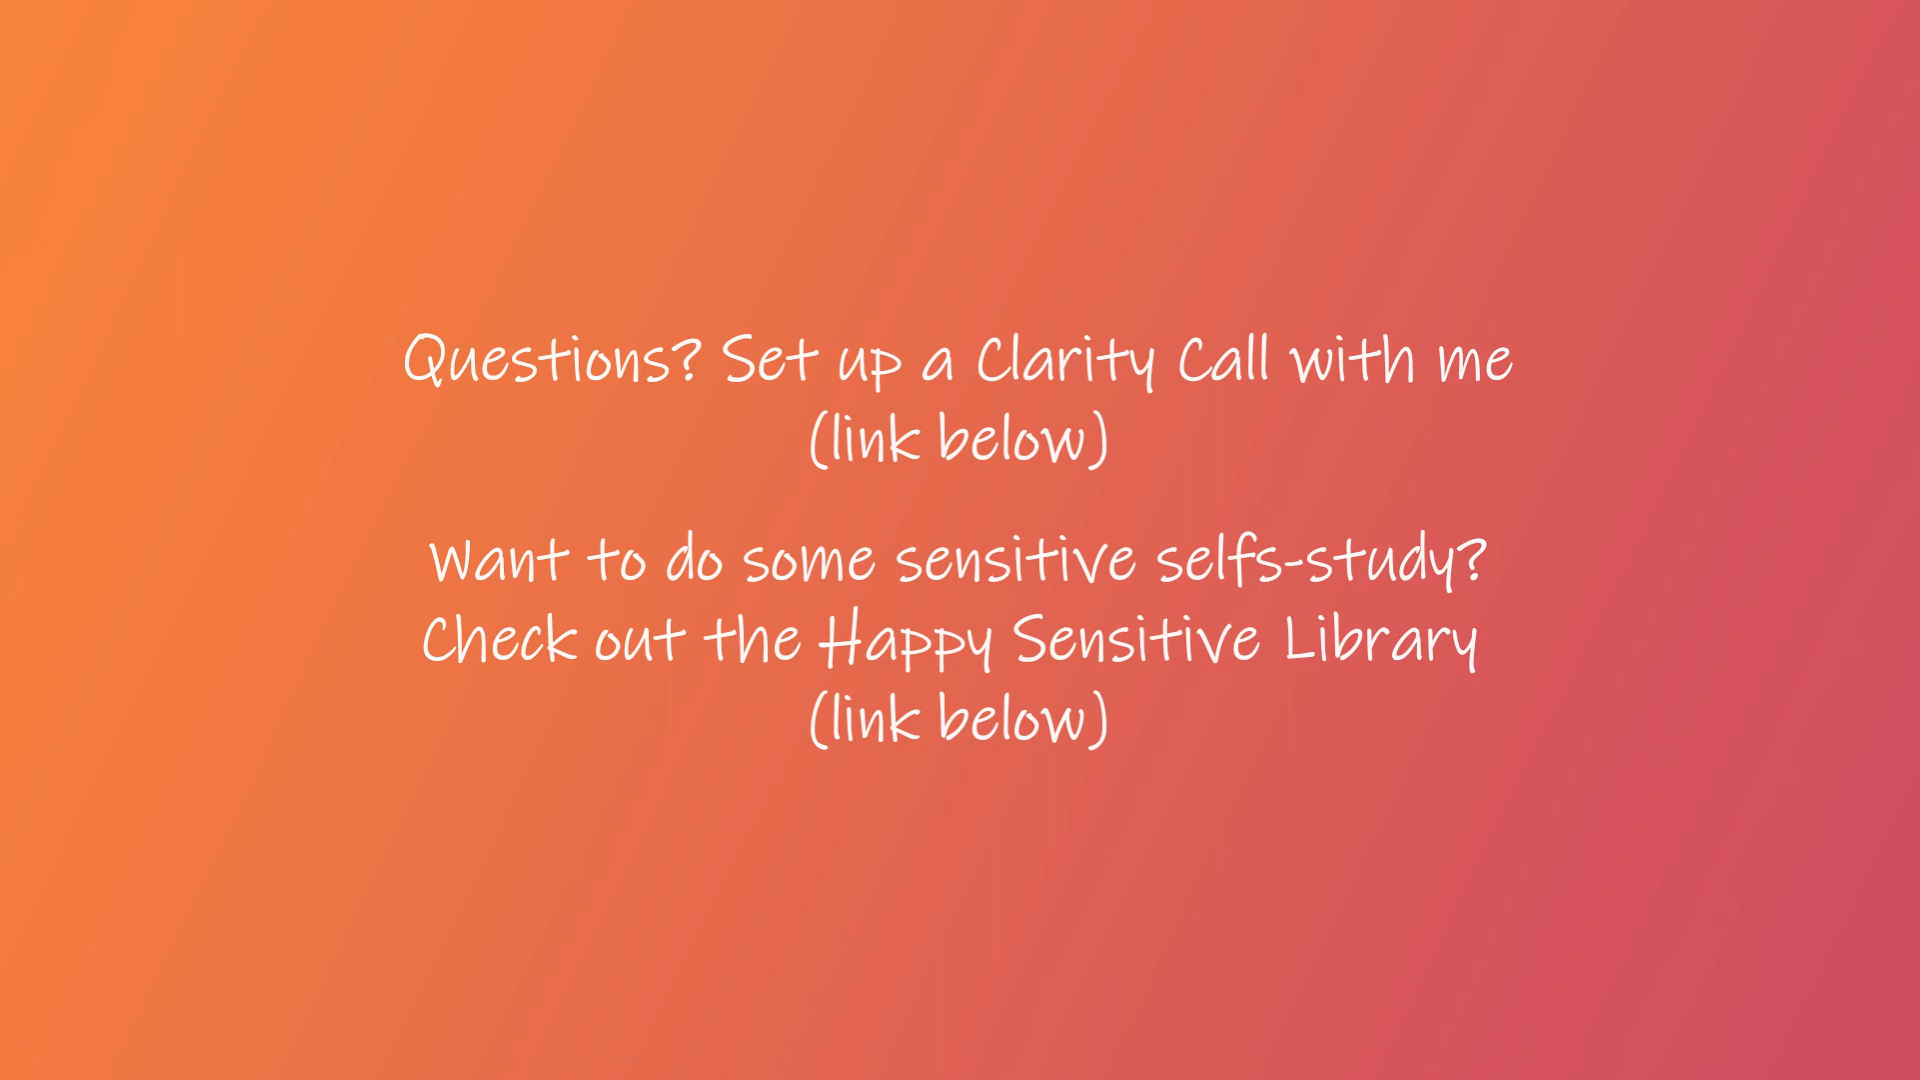 Questions? Set up a Clarity Call with me
(link below)
Want to do some sensitive selfs-study?
Check out the Happy Sensitive Library
(link below)